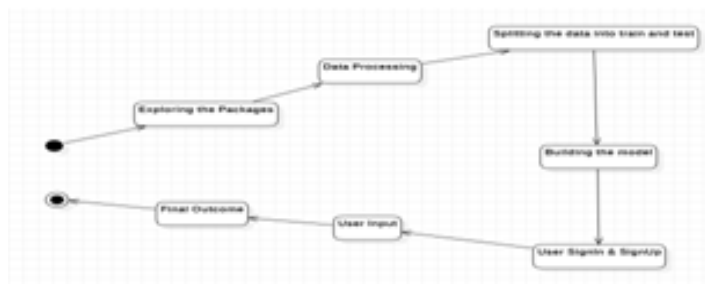 Exploring the Packages
Data Processing
Splitting the data into train and test
Building the model
User SignIn & SignUp
User Input
Final Outcome